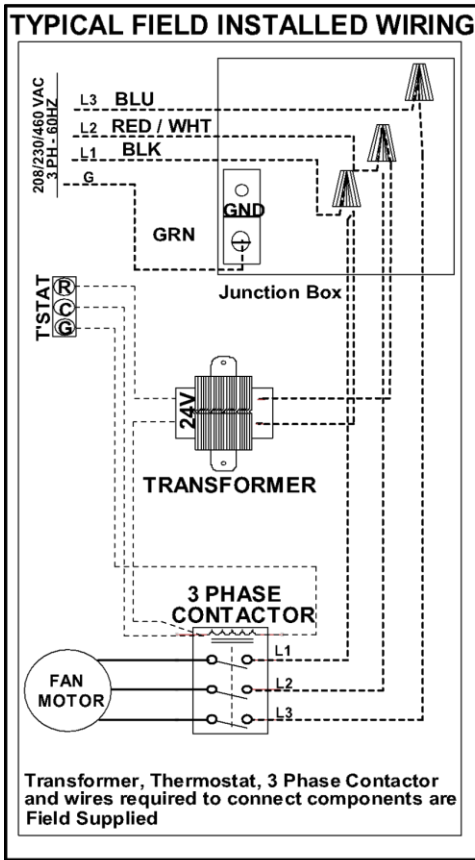 TYPICAL FIELD INSTALLED WIRING
208/230/460 VAC
3 PH - 60HZ
L3 BLU
L2 RED / WHT
L1 BLK
G
GRN
GND
Junction Box
T'STAT
R
C
G
24V
TRANSFORMER
3 PHASE
CONTACTOR
L1
L2
L3
FAN
MOTOR
Transformer, Thermostat, 3 Phase Contactor
and wires required to connect components are
Field Supplied